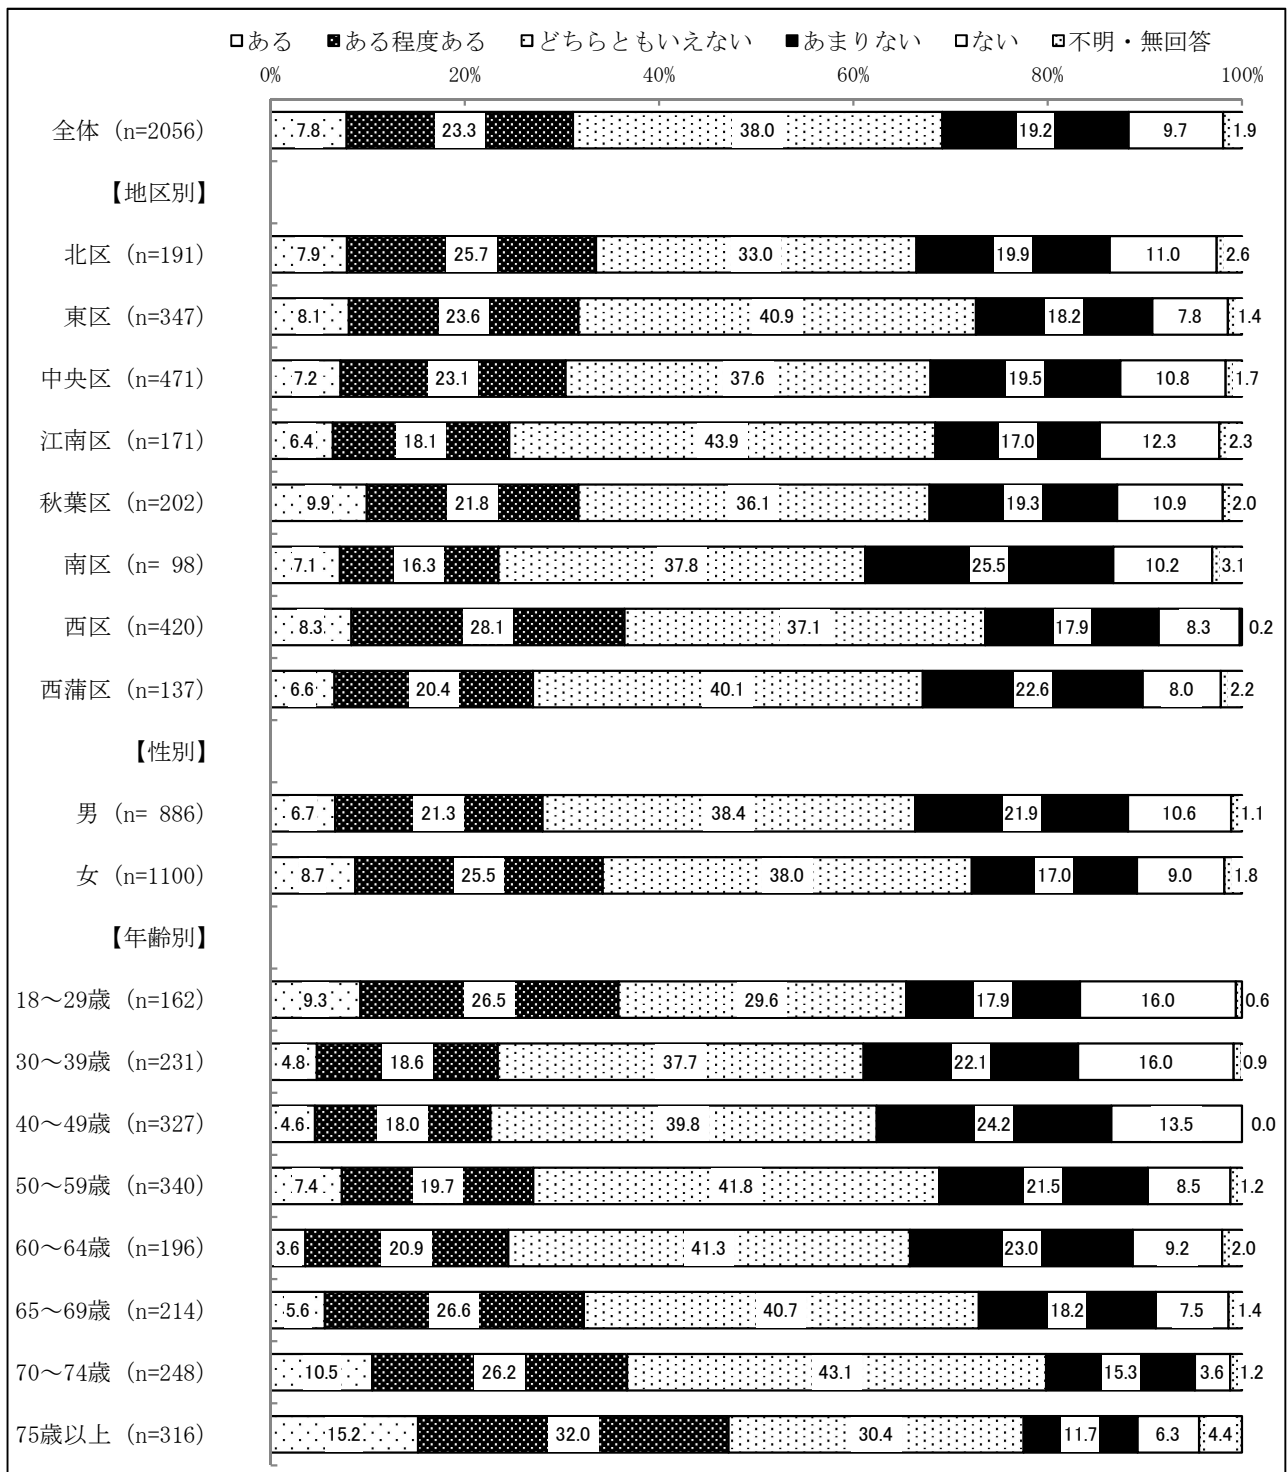 □ある ■ある程度ある □どちらともいえない ■あまりない □ない □不明・無回答
0% 20% 40% 60% 80% 100%
全体 (n=2056) 7.8 23.3 38.0 19.2 9.7 1.9
【地区別】
北区 (n=191) 7.9 25.7 33.0 19.9 11.0 2.6
東区 (n=347) 8.1 23.6 40.9 18.2 7.8 1.4
中央区 (n=471) 7.2 23.1 37.6 19.5 10.8 1.7
江南区 (n=171) 6.4 18.1 43.9 17.0 12.3 2.3
秋葉区 (n=202) 9.9 21.8 36.1 19.3 10.9 2.0
南区 (n= 98) 7.1 16.3 37.8 25.5 10.2 3.1
西区 (n=420) 8.3 28.1 37.1 17.9 8.3 0.2
西蒲区 (n=137) 6.6 20.4 40.1 22.6 8.0 2.2
【性別】
男 (n= 886) 6.7 21.3 38.4 21.9 10.6 1.1
女 (n=1100) 8.7 25.5 38.0 17.0 9.0 1.8
【年齢別】
18～29歳 (n=162) 9.3 26.5 29.6 17.9 16.0 0.6
30～39歳 (n=231) 4.8 18.6 37.7 22.1 16.0 0.9
40～49歳 (n=327) 4.6 18.0 39.8 24.2 13.5 0.0
50～59歳 (n=340) 7.4 19.7 41.8 21.5 8.5 1.2
60～64歳 (n=196) 3.6 20.9 41.3 23.0 9.2 2.0
65～69歳 (n=214) 5.6 26.6 40.7 18.2 7.5 1.4
70～74歳 (n=248) 10.5 26.2 43.1 15.3 3.6 1.2
75歳以上 (n=316) 15.2 32.0 30.4 11.7 6.3 4.4